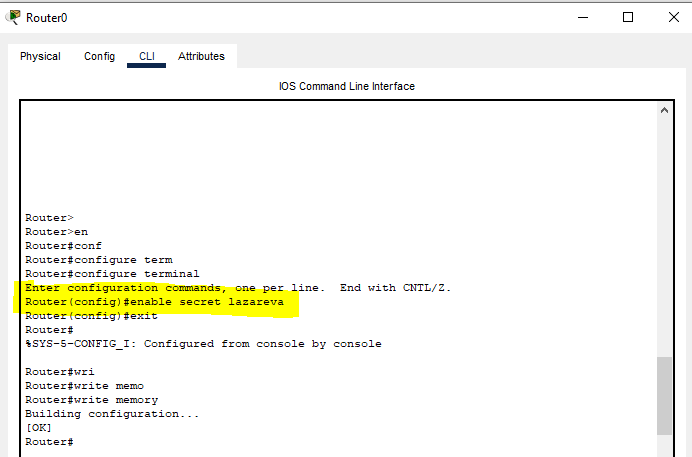 Router0
Physical Config CLI Attributes
IOS Command Line Interface
Router>
Router>en
Router#conf
Router#configure term
Router#configure terminal
Enter configuration commands, one per line.  End with CNTL/Z.
Router(config)#enable secret lazareva
Router(config)#exit
Router#
%SYS-5-CONFIG_I: Configured from console by console
Router#wri
Router#write memo
Router#write memory
Building configuration...
[OK]
Router#